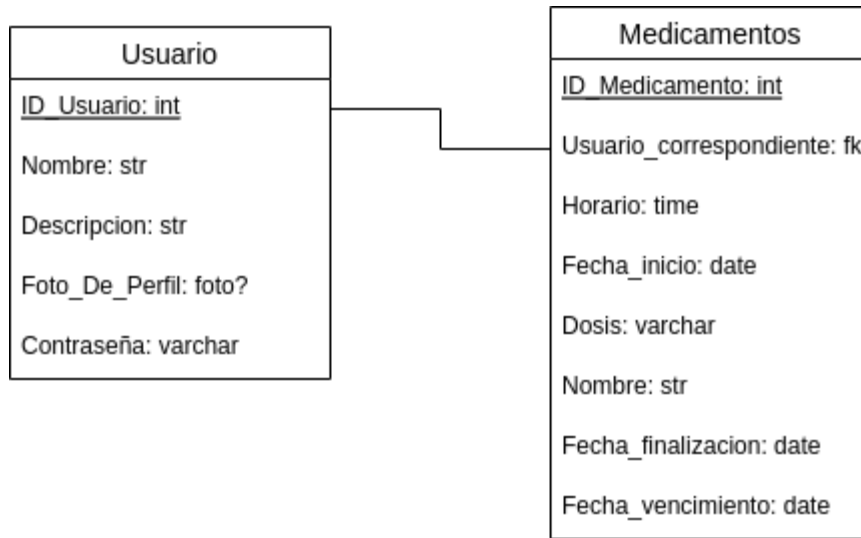 Usuario
ID_Usuario: int
Nombre: str
Descripcion: str
Foto_De_Perfil: foto?
Contraseña: varchar
Medicamentos
ID_Medicamento: int
Usuario_correspondiente: fk
Horario: time
Fecha_inicio: date
Dosis: varchar
Nombre: str
Fecha_finalizacion: date
Fecha_vencimiento: date